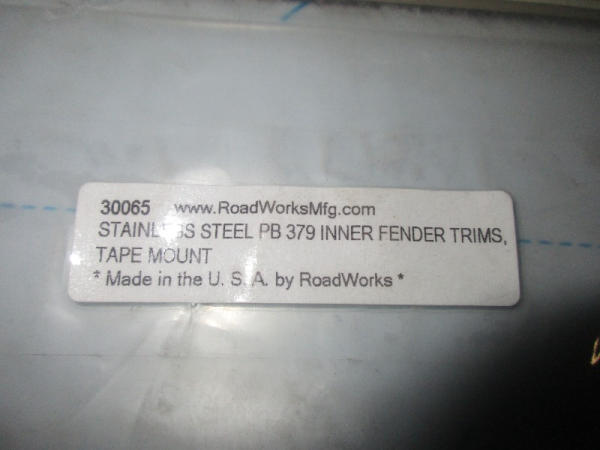 30065 www.RoadWorksMfg.com
STAINLESS STEEL PB 379 INNER FENDER TRIMS,
TAPE MOUNT
* Made in the U. S. A. by RoadWorks *